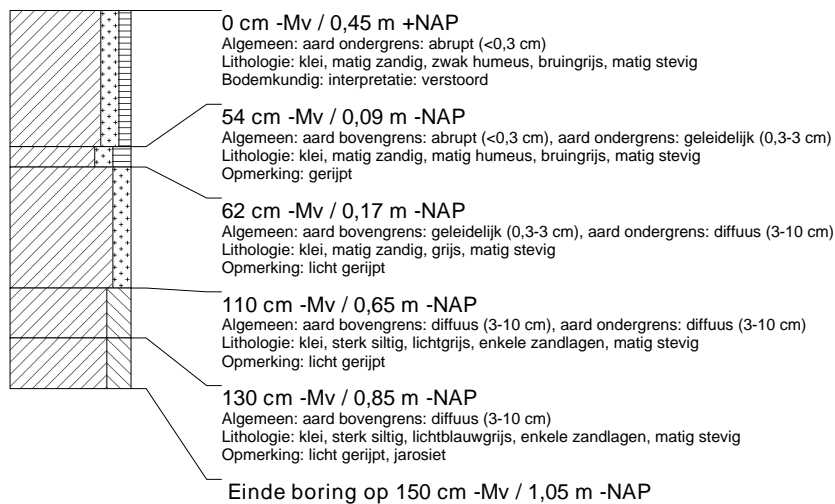 0 cm -Mv / 0,45 m +NAP
Algemeen: aard ondergrens: abrupt (<0,3 cm)
Lithologie: klei, matig zandig, zwak humeus, bruingrijs, matig stevig
Bodemkundig: interpretatie: verstoord
54 cm -Mv / 0,09 m -NAP
Algemeen: aard bovengrens: abrupt (<0,3 cm), aard ondergrens: geleidelijk (0,3-3 cm)
Lithologie: klei, matig zandig, matig humeus, bruingrijs, matig stevig
Opmerking: gerijpt
62 cm -Mv / 0,17 m -NAP
Algemeen: aard bovengrens: geleidelijk (0,3-3 cm), aard ondergrens: diffuus (3-10 cm)
Lithologie: klei, matig zandig, grijs, matig stevig
Opmerking: licht gerijpt
110 cm -Mv / 0,65 m -NAP
Algemeen: aard bovengrens: diffuus (3-10 cm), aard ondergrens: diffuus (3-10 cm)
Lithologie: klei, sterk siltig, lichtgrijs, enkele zandlagen, matig stevig
Opmerking: licht gerijpt
130 cm -Mv / 0,85 m -NAP
Algemeen: aard bovengrens: diffuus (3-10 cm)
Lithologie: klei, sterk siltig, lichtblauwgrijs, enkele zandlagen, matig stevig
Opmerking: licht gerijpt, jarosiet
Einde boring op 150 cm -Mv / 1,05 m -NAP